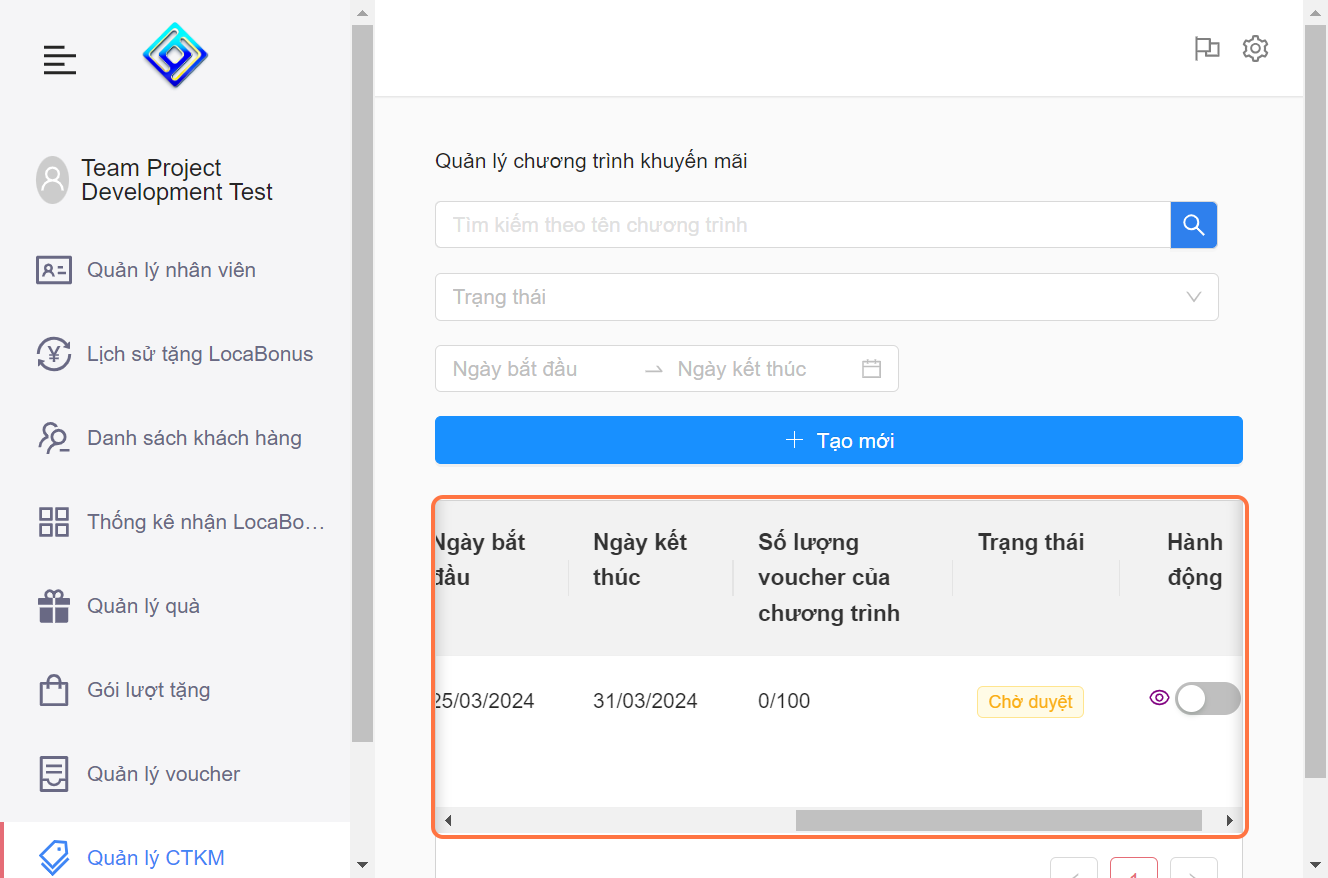 Team Project
Development Test
Quản lý nhân viên
Lịch sử tặng LocaBonus
Danh sách khách hàng
Thống kê nhận LocaBo…
Quản lý quà
Gói lượt tặng
Quản lý voucher
Quản lý CTKM
Quản lý chương trình khuyến mãi
Tìm kiếm theo tên chương trình
Trạng thái
Ngày bắt đầu → Ngày kết thúc
+ Tạo mới
Ngày bắt
đầu
Ngày kết
thúc
Số lượng
voucher của
chương trình
Trạng thái
Hành
động
25/03/2024
31/03/2024
0/100
Chờ duyệt